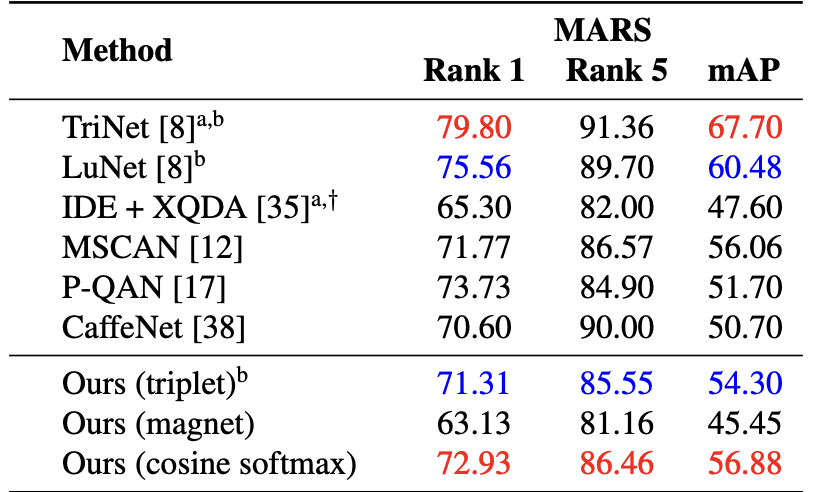 Method MARS
Rank 1 Rank 5 mAP
TriNet [8]a,b 79.80 91.36 67.70
LuNet [8]b 75.56 89.70 60.48
IDE + XQDA [35]a,† 65.30 82.00 47.60
MSCAN [12] 71.77 86.57 56.06
P-QAN [17] 73.73 84.90 51.70
CaffeNet [38] 70.60 90.00 50.70
Ours (triplet)b 71.31 85.55 54.30
Ours (magnet) 63.13 81.16 45.45
Ours (cosine softmax) 72.93 86.46 56.88